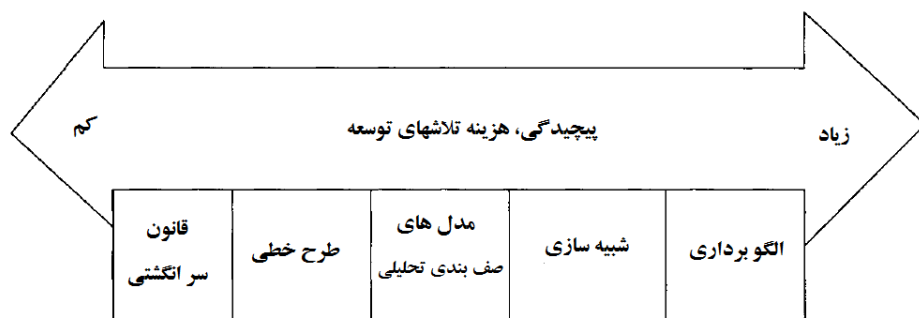 پیچیدگی، هزینه تلاشهای توسعه
زیاد
کم
الگو برداری
شبیه سازی
مدل های
صف بندی تحلیلی
طرح خطی
قانون
سر انگشتی